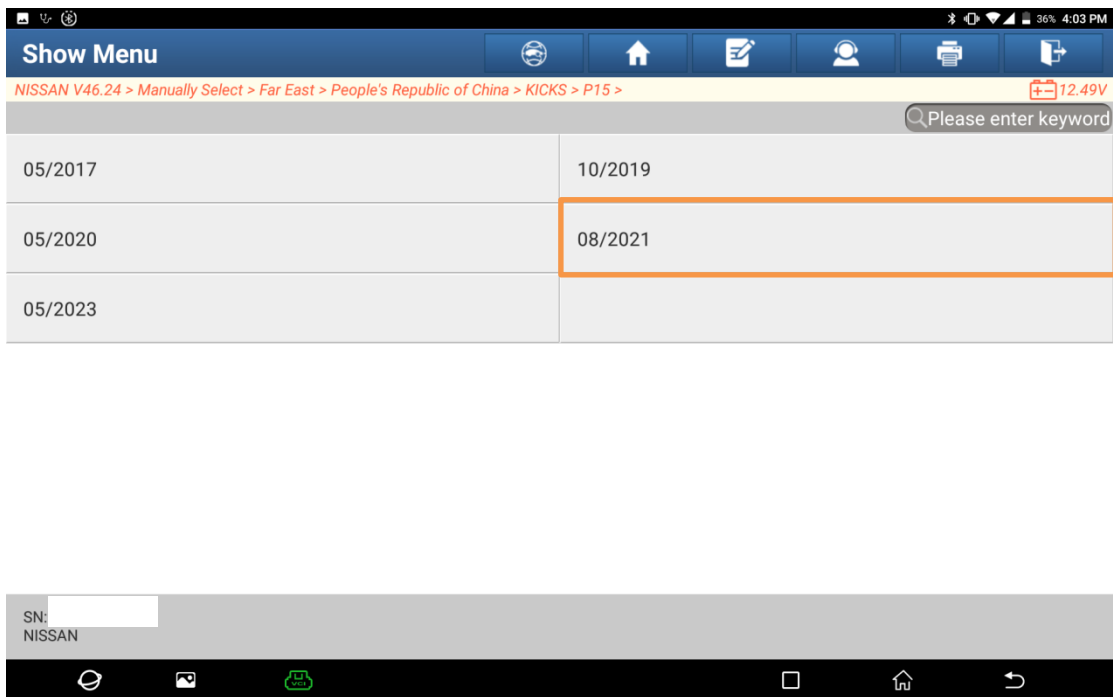 36% 4:03 PM
Show Menu
NISSAN V46.24 > Manually Select > Far East > People's Republic of China > KICKS > P15 > 12.49V
Please enter keyword
05/2017 10/2019
05/2020 08/2021
05/2023
SN:
NISSAN
VCI